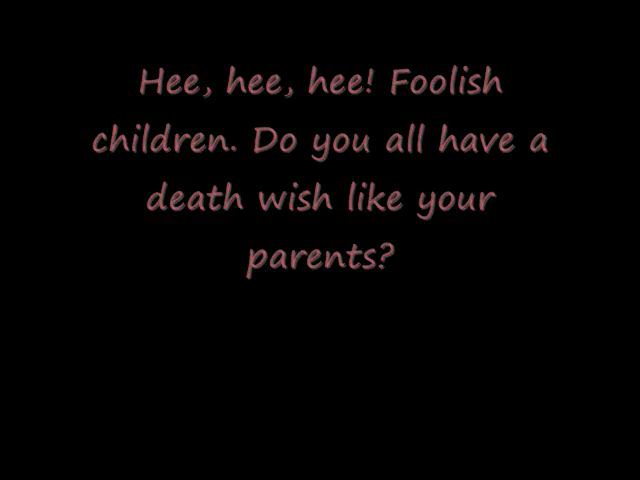 Hee, hee, hee! Foolish
children. Do you all have a
death wish like your
parents?